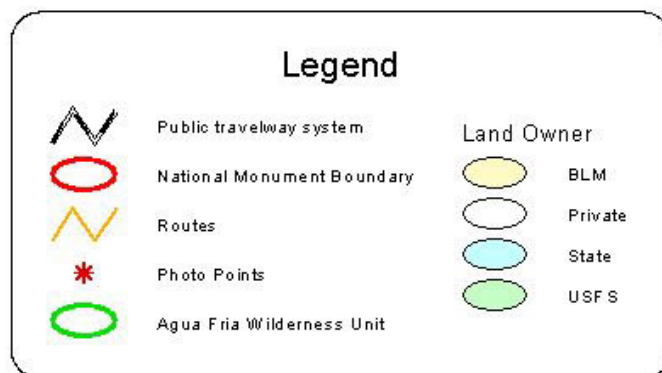 Legend
Public travelway system
National Monument Boundary
Routes
Photo Points
Agua Fria Wilderness Unit
Land Owner
BLM
Private
State
USFS